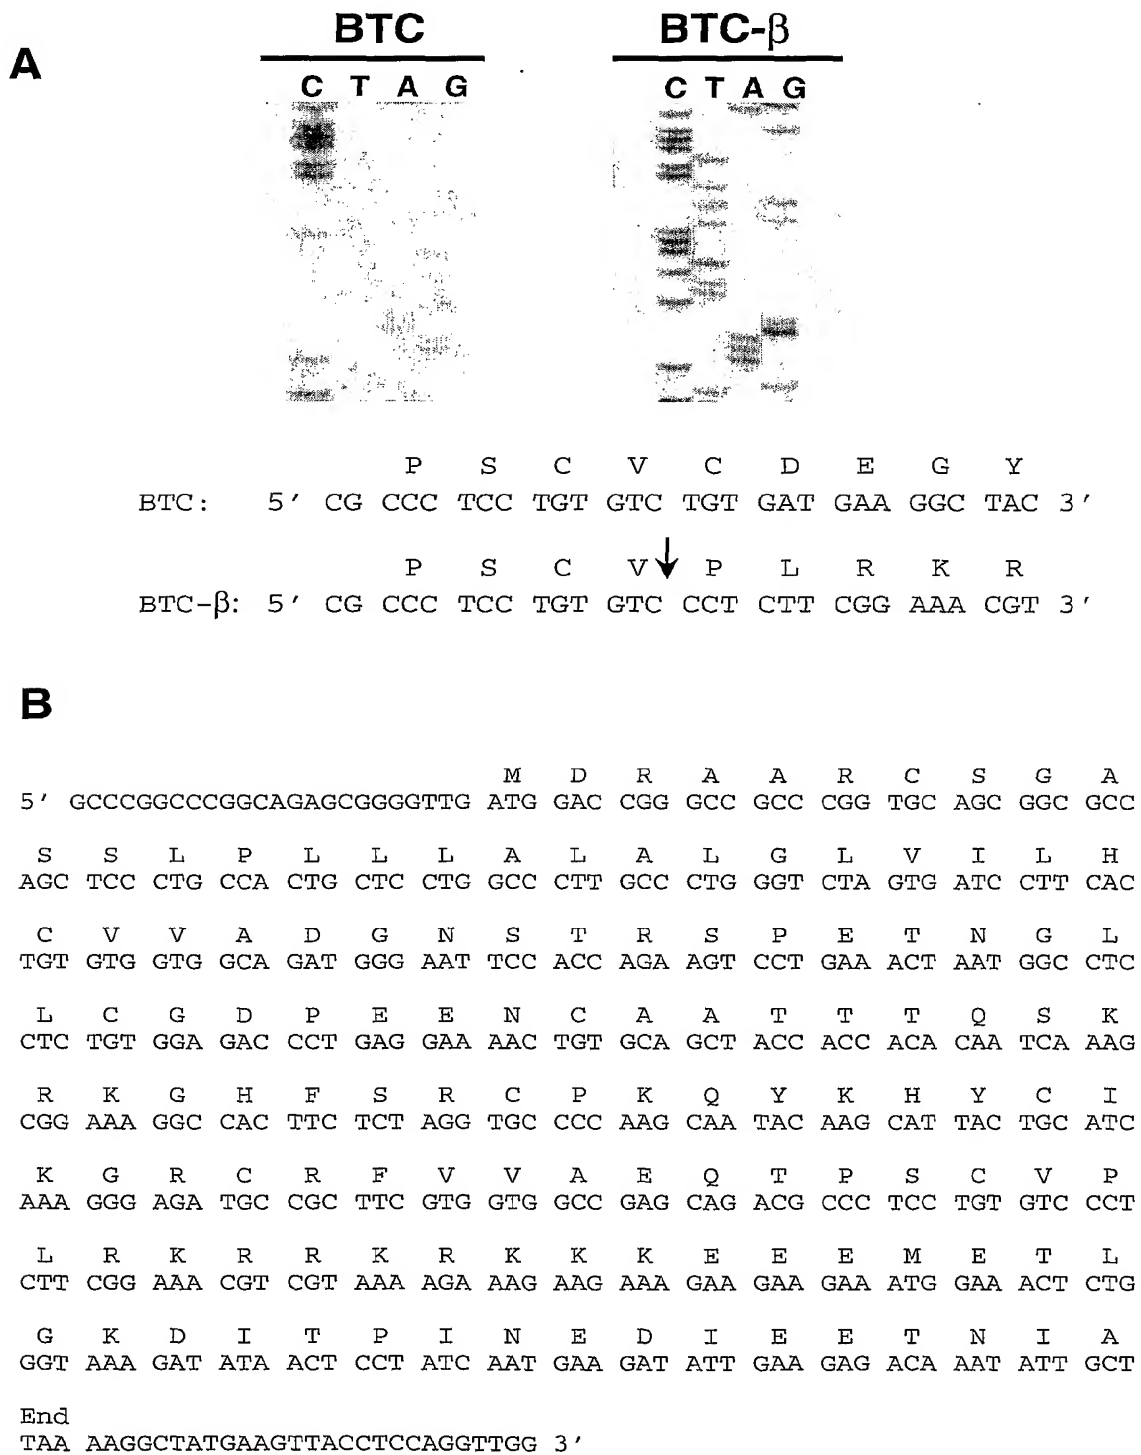 A
BTC BTC-β
C T A G C T A G
P S C V C D E G Y
BTC: 5′ CG CCC TCC TGT GTC TGT GAT GAA GGC TAC 3′
P S C V P L R K R
BTC-β: 5′ CG CCC TCC TGT GTC CCT CTT CGG AAA CGT 3′
B
M D R A A R C S G A
5′ GCCCGGCCCGGCAGAGCGGGGTTG ATG GAC CGG GCC GCC CGG TGC AGC GGC GCC
S S L P L L L A L A L G L V I L H
AGC TCC CTG CCA CTG CTC CTG GCC CTT GCC CTG GGT CTA GTG ATC CTT CAC
C V V A D G N S T R S P E T N G L
TGT GTG GTG GCA GAT GGG AAT TCC ACC AGA AGT CCT GAA ACT AAT GGC CTC
L C G D P E E N C A A T T T Q S K
CTC TGT GGA GAC CCT GAG GAA AAC TGT GCA GCT ACC ACC ACA CAA TCA AAG
R K G H F S R C P K Q Y K H Y C I
CGG AAA GGC CAC TTC TCT AGG TGC CCC AAG CAA TAC AAG CAT TAC TGC ATC
K G R C R F V V A E Q T P S C V P
AAA GGG AGA TGC CGC TTC GTG GTG GCC GAG CAG ACG CCC TCC TGT GTC CCT
L R K R R K R K K K E E E M E T L
CTT CGG AAA CGT CGT AAA AGA AAG AAG AAA GAA GAA GAA ATG GAA ACT CTG
G K D I T P I N E D I E E T N I A
GGT AAA GAT ATA ACT CCT ATC AAT GAA GAT ATT GAA GAG ACA AAT ATT GCT
End
TAA AAGGCTATGAAGTTACCTCCAGGTTGG 3′